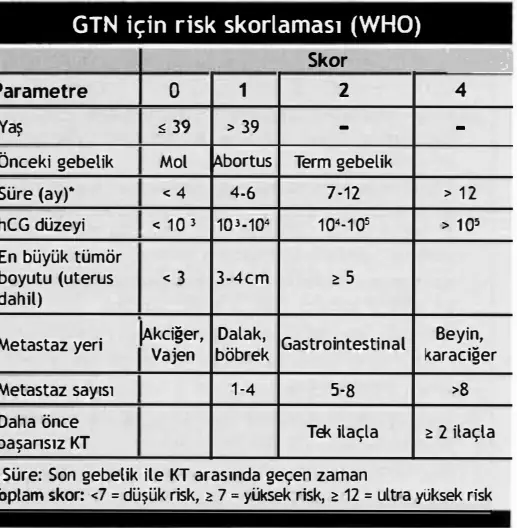 GTN için risk skorlaması (WHO)
Skor
Parametre 0 1 2 4
Yaş ≤ 39 > 39 - -
Önceki gebelik Mol Abortus Term gebelik
Süre (ay)* < 4 4-6 7-12 > 12
hCG düzeyi < 10³ 10³-10⁴ 10⁴-10⁵ > 10⁵
En büyük tümör
boyutu (uterus < 3 3-4cm ≥ 5
dahil)
Metastaz yeri Akciğer, Vajen Dalak, böbrek Gastrointestinal Beyin, karaciğer
Metastaz sayısı 1-4 5-8 >8
Daha önce
başarısız KT Tek ilaçla ≥ 2 ilaçla
Süre: Son gebelik ile KT arasında geçen zaman
Toplam skor: <7 = düşük risk, ≥ 7 = yüksek risk, ≥ 12 = ultra yüksek risk